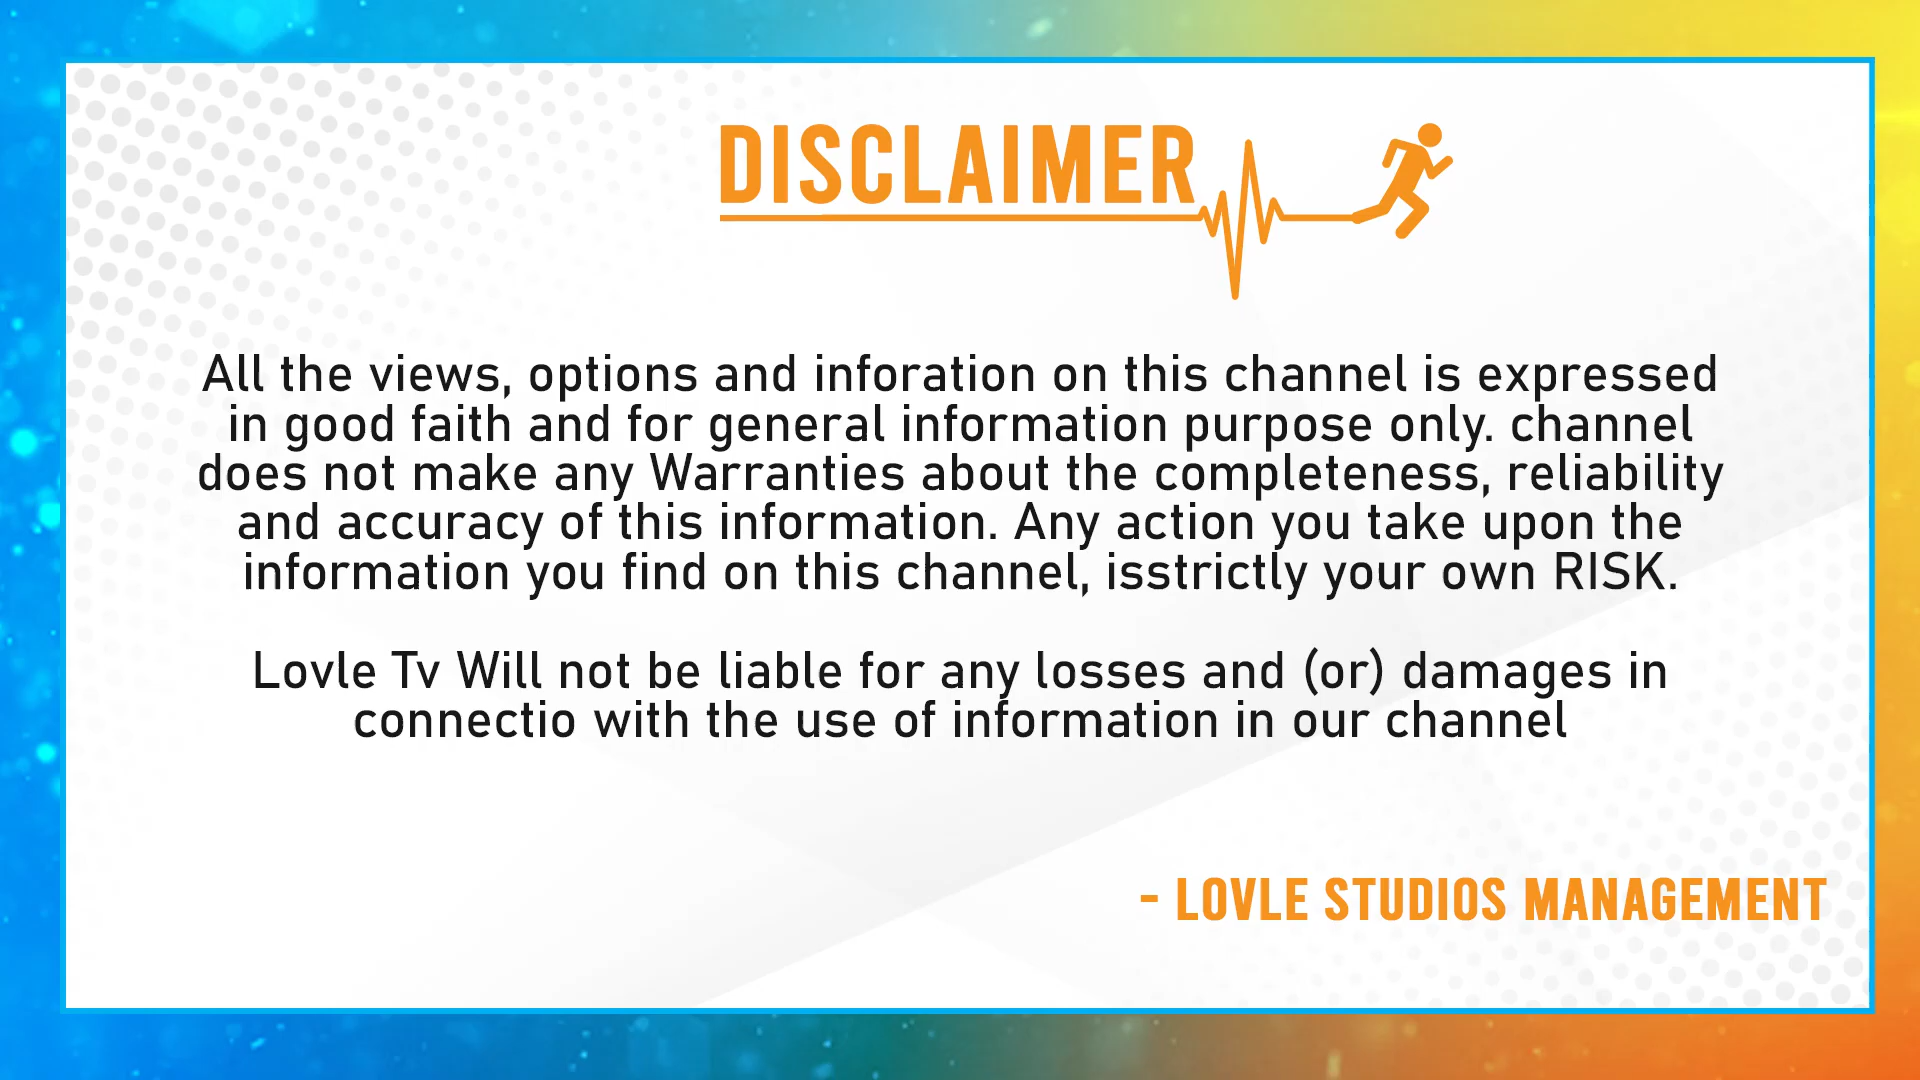 DISCLAIMER
All the views, options and inforation on this channel is expressed
in good faith and for general information purpose only. channel
does not make any Warranties about the completeness, reliability
and accuracy of this information. Any action you take upon the
information you find on this channel, isstrictly your own RISK.
Lovle Tv Will not be liable for any losses and (or) damages in
connectio with the use of information in our channel
- LOVLE STUDIOS MANAGEMENT